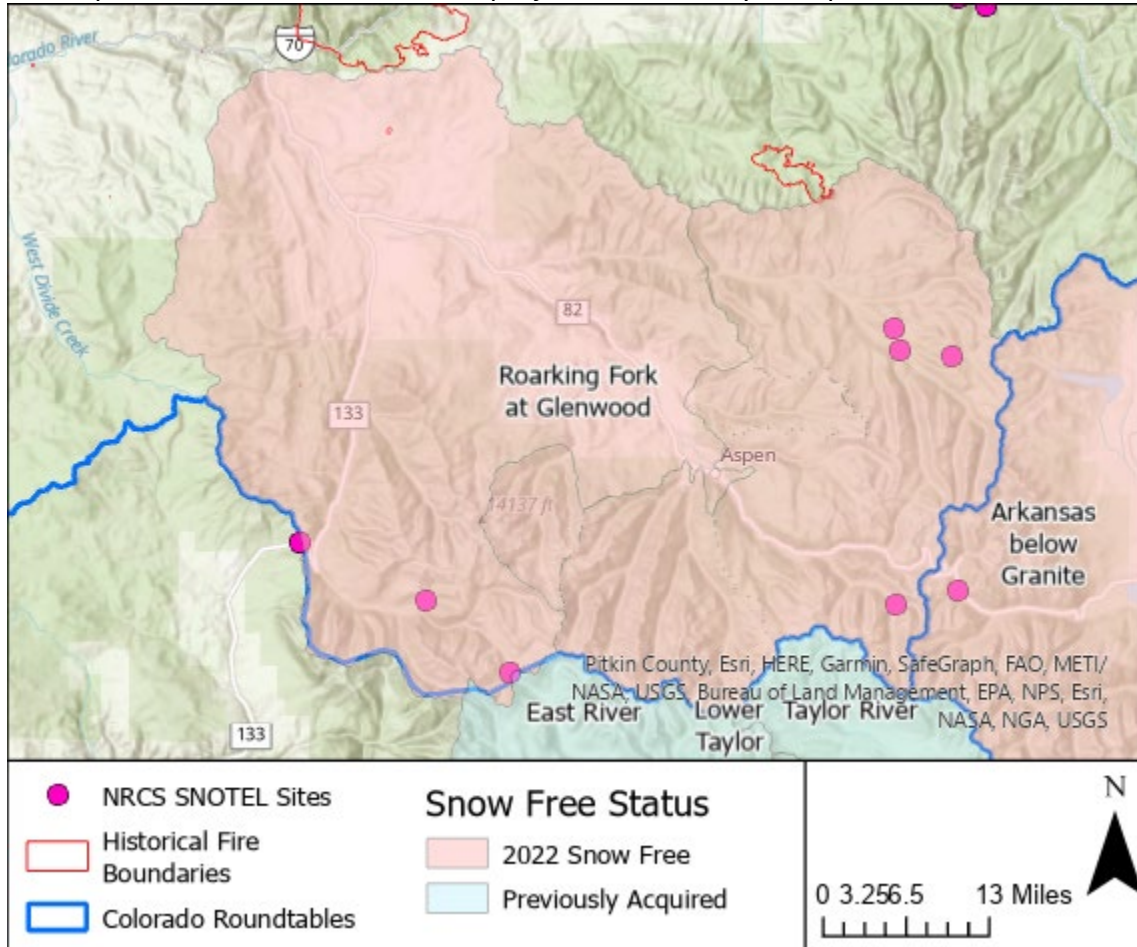 70
lorado River
West Divide Creek
82
Roarking Fork
at Glenwood
133
Aspen
14137 ft
Arkansas
below
Granite
Pitkin County, Esri, HERE, Garmin, SafeGraph, FAO, METI/
NASA, USGS, Bureau of Land Management, EPA, NPS, Esri,
NASA, NGA, USGS
East River
Lower
Taylor
Taylor River
133
NRCS SNOTEL Sites
Historical Fire
Boundaries
Colorado Roundtables
Snow Free Status
2022 Snow Free
Previously Acquired
N
0 3.256.5 13 Miles